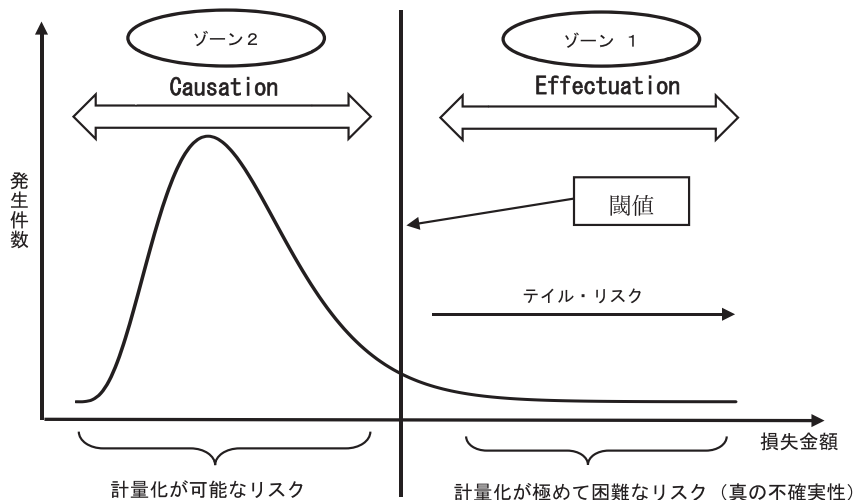 ゾーン２
ゾーン　１
Causation
Effectuation
発生件数
閾値
テイル・リスク
損失金額
計量化が可能なリスク
計量化が極めて困難なリスク（真の不確実性）